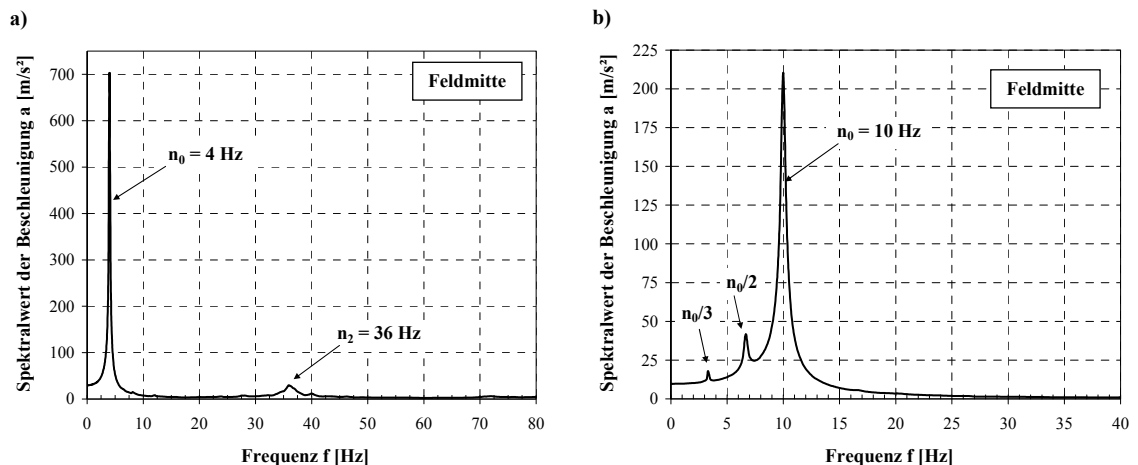 a)
Spektralwert der Beschleunigung a [m/s²]
700
600
500
400
300
200
100
0
Feldmitte
n₀ = 4 Hz
n₂ = 36 Hz
0 10 20 30 40 50 60 70 80
Frequenz f [Hz]
b)
Spektralwert der Beschleunigung a [m/s²]
225
200
175
150
125
100
75
50
25
0
Feldmitte
n₀ = 10 Hz
n₀/2
n₀/3
0 5 10 15 20 25 30 35 40
Frequenz f [Hz]